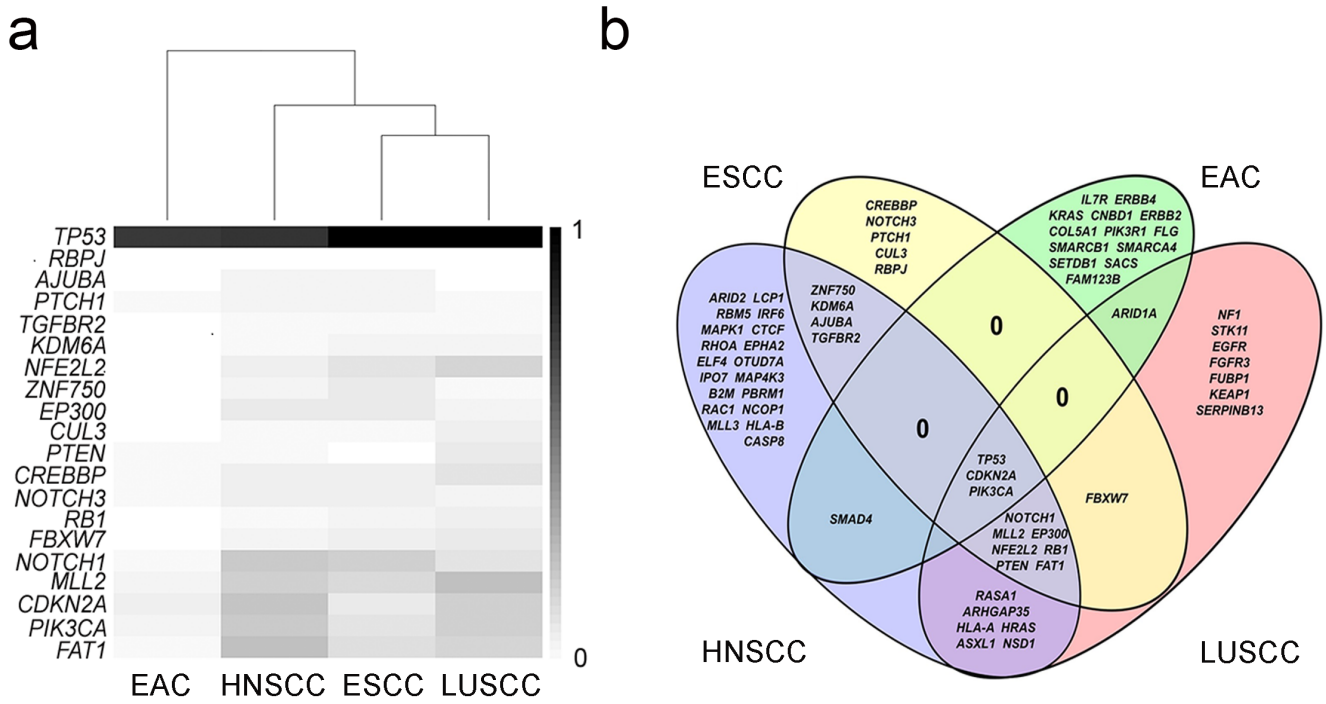 a
TP53
RBPJ
AJUBA
PTCH1
TGFBR2
KDM6A
NFE2L2
ZNF750
EP300
CUL3
PTEN
CREBBP
NOTCH3
RB1
FBXW7
NOTCH1
MLL2
CDKN2A
PIK3CA
FAT1
1
0
EAC HNSCC ESCC LUSCC
b
ESCC
EAC
HNSCC
LUSCC
CREBBP
NOTCH3
PTCH1
CUL3
RBPJ
IL7R ERBB4
KRAS CNBD1 ERBB2
COL5A1 PIK3R1 FLG
SMARCB1 SMARCA4
SETDB1 SACS
FAM123B
ARID2 LCP1
RBM5 IRF6
MAPK1 CTCF
RHOA EPHA2
ELF4 OTUD7A
IPO7 MAP4K3
B2M PBRM1
RAC1 NCOP1
MLL3 HLA-B
CASP8
ZNF750
KDM6A
AJUBA
TGFBR2
0
ARID1A
NF1
STK11
EGFR
FGFR3
FUBP1
KEAP1
SERPINB13
0
0
TP53
CDKN2A
PIK3CA
SMAD4
FBXW7
NOTCH1
MLL2 EP300
NFE2L2 RB1
PTEN FAT1
RASA1
ARHGAP35
HLA-A HRAS
ASXL1 NSD1